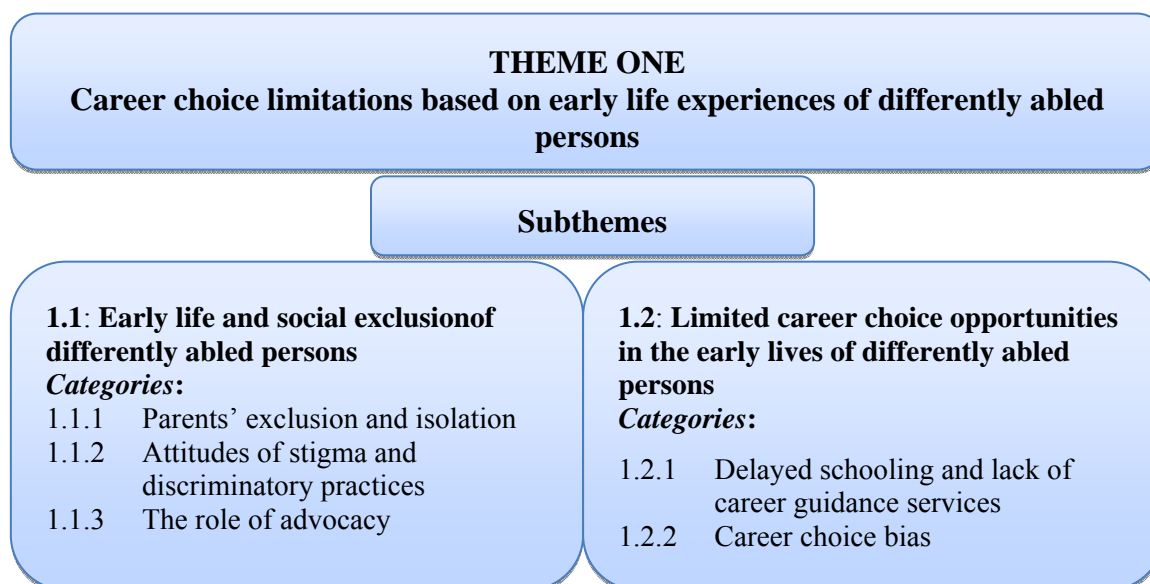 THEME ONE
Career choice limitations based on early life experiences of differently abled
persons
Subthemes
1.1: Early life and social exclusionof
differently abled persons
Categories:
1.1.1 Parents’ exclusion and isolation
1.1.2 Attitudes of stigma and
discriminatory practices
1.1.3 The role of advocacy
1.2: Limited career choice opportunities
in the early lives of differently abled
persons
Categories:
1.2.1 Delayed schooling and lack of
career guidance services
1.2.2 Career choice bias